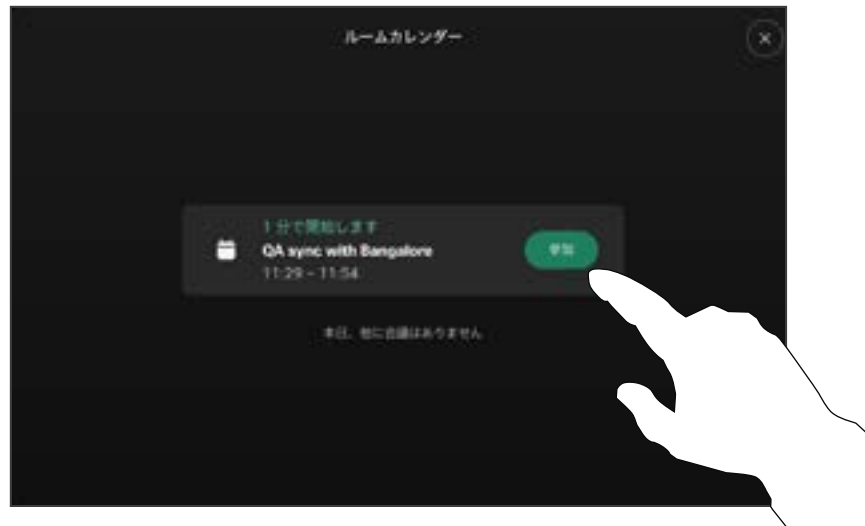 ルームカレンダー
1 分で開始します
QA sync with Bangalore
11:29 – 11:54
参加
本日、他に会議はありません